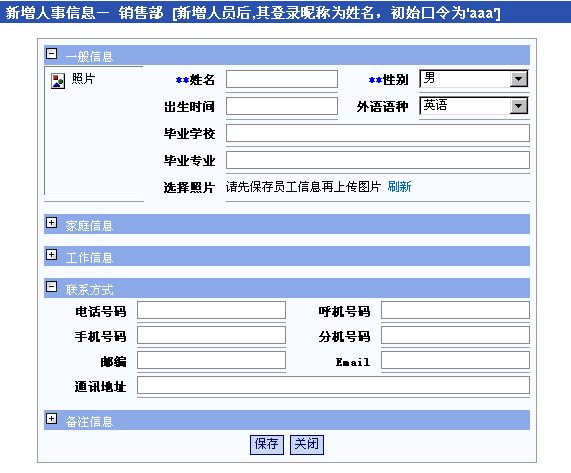 新增人事信息－ 销售部 [新增人员后,其登录昵称为姓名，初始口令为'aaa']
一般信息
照片 **姓名 **性别 男
出生时间 外语语种 英语
毕业学校
毕业专业
选择照片 请先保存员工信息再上传图片 刷新
家庭信息
工作信息
联系方式
电话号码 呼机号码
手机号码 分机号码
邮编 Email
通讯地址
备注信息
保存 关闭